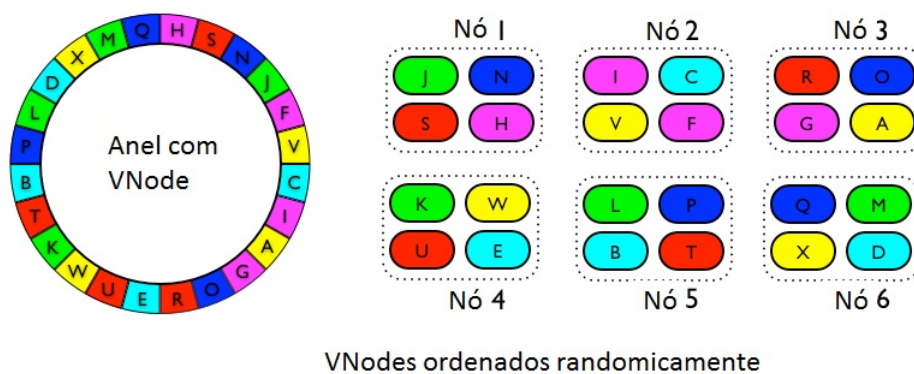 Anel com
VNode
Q H S N J F V C I A G O R E U W K T B P L D X M
Nó 1
J N
S H
Nó 2
I C
V F
Nó 3
R O
G A
K W
U E
Nó 4
L P
B T
Nó 5
Q M
X D
Nó 6
VNodes ordenados randomicamente